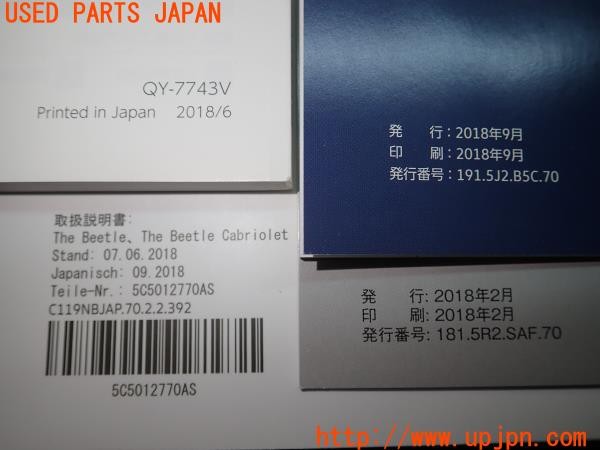 USED PARTS JAPAN
QY-7743V
Printed in Japan 2018/6
発 行：2018年9月
印 刷：2018年9月
発行番号：191.5J2.B5C.70
取扱説明書:
The Beetle、The Beetle Cabriolet
Stand: 07.06.2018
Japanisch: 09.2018
Teile-Nr.: 5C5012770AS
C119NBJAP.70.2.2.392
5C5012770AS
発 行: 2018年2月
印 刷: 2018年2月
発行番号: 181.5R2.SAF.70
http://www.upjpn.com/